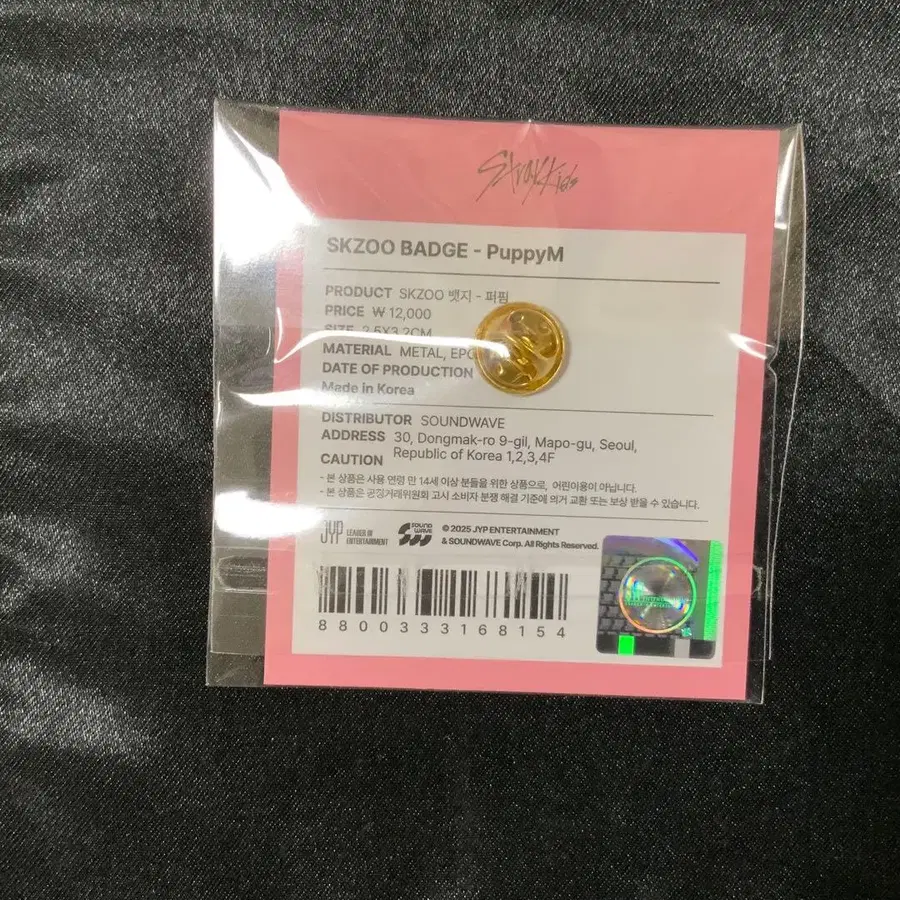 Stray Kids
SKZOO BADGE - PuppyM
PRODUCT SKZOO 뱃지 - 퍼핌
PRICE ₩ 12,000
SIZE 2.5X3.2CM
MATERIAL METAL,
DATE OF PRODUCTION
Made in Korea
DISTRIBUTOR SOUNDWAVE
ADDRESS 30, Dongmak-ro 9-gil, Mapo-gu, Seoul,
Republic of Korea 1,2,3,4F
CAUTION
- 본 상품은 사용 연령 만 14세 이상 분들을 위한 상품으로, 어린이용이 아닙니다.
- 본 상품은 공정거래위원회 고시 소비자 분쟁 해결 기준에 의거 교환 또는 보상 받을 수 있습니다.
JYP LEADER IN ENTERTAINMENT
SOUND WAVE
© 2025 JYP ENTERTAINMENT
& SOUNDWAVE Corp. All Rights Reserved.
8800333168154